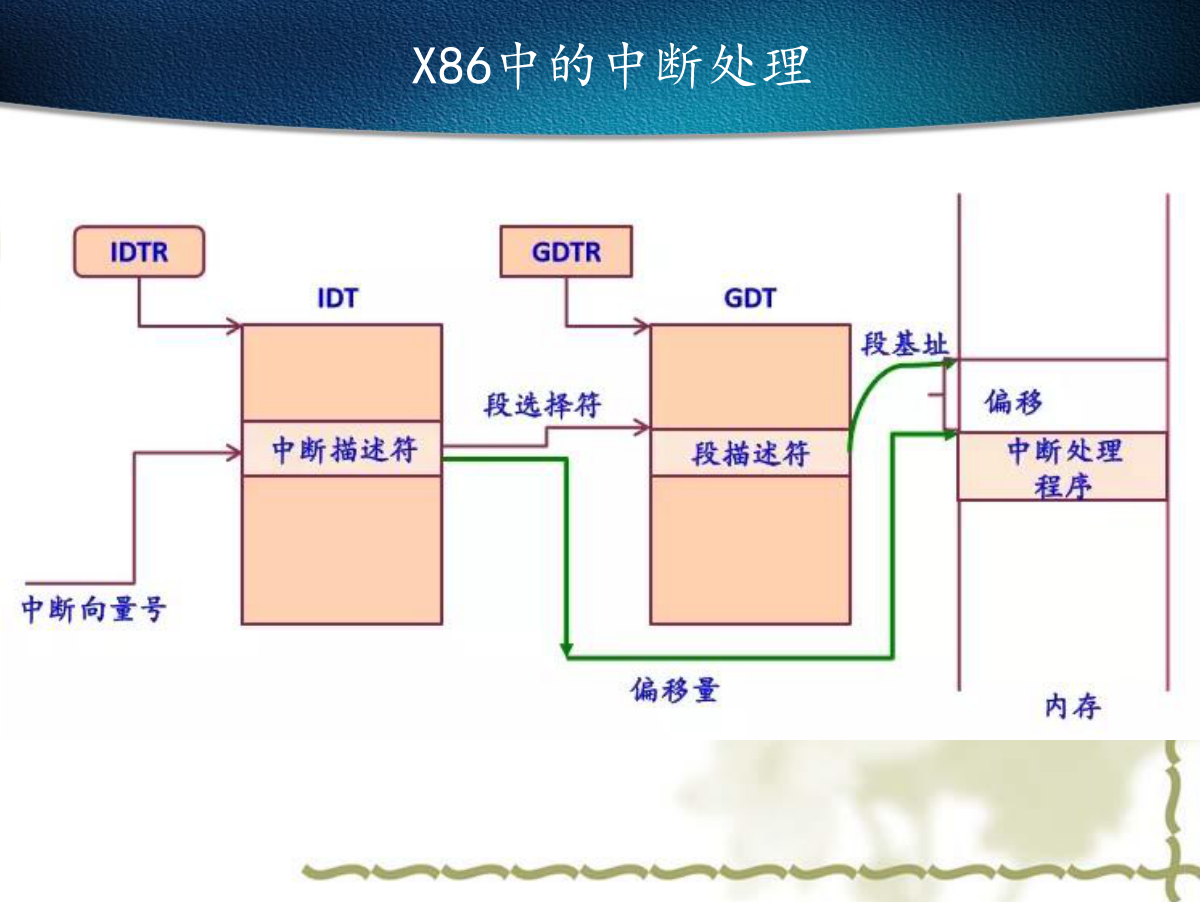 X86中的中断处理
IDTR
GDTR
IDT
GDT
段基址
段选择符
偏移
中断描述符
段描述符
中断处理
程序
中断向量号
偏移量
内存